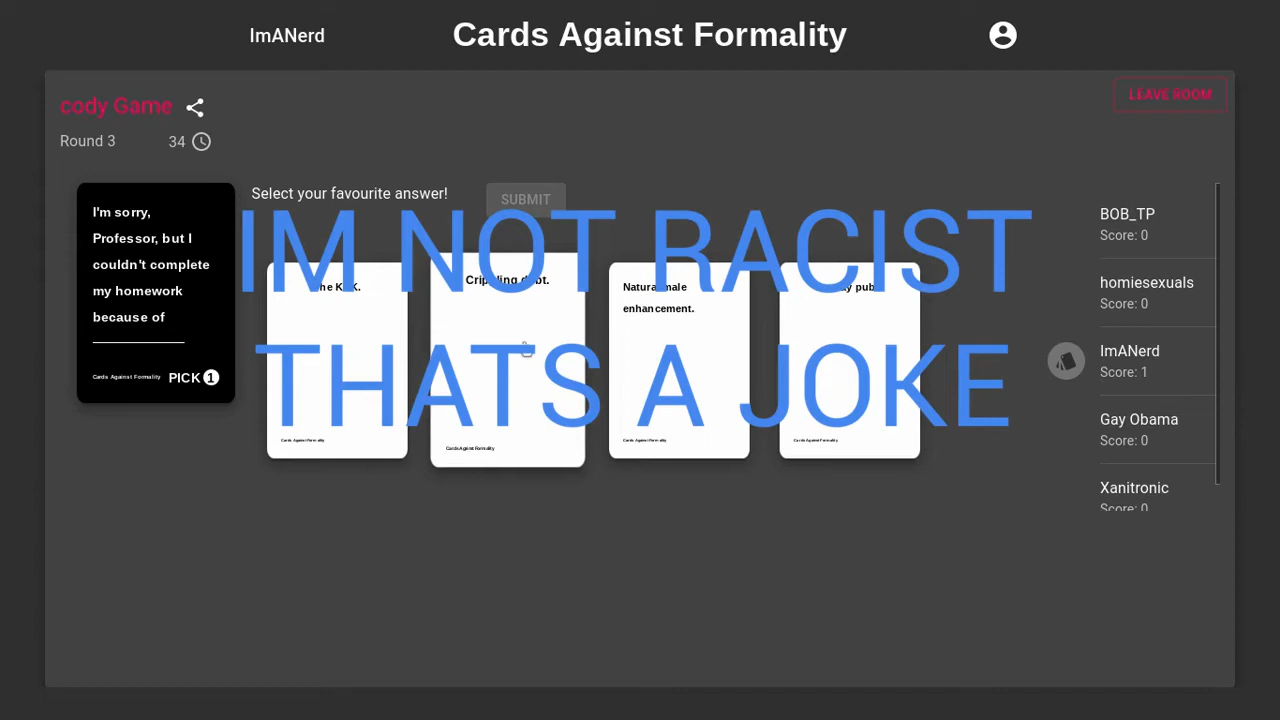 ImANerd
Cards Against Formality
cody Game
LEAVE ROOM
Round 3
34
Select your favourite answer!
SUBMIT
I'm sorry,
Professor, but I
couldn't complete
my homework
because of
Cards Against Formality
PICK 1
IM NOT RACIST
THATS A JOKE
enhancement.
Cards Against Formality
Cards Against Formality
Cards Against Formality
Cards Against Formality
BOB_TP
Score: 0
homiesexuals
Score: 0
ImANerd
Score: 1
Gay Obama
Score: 0
Xanitronic
Score: 0